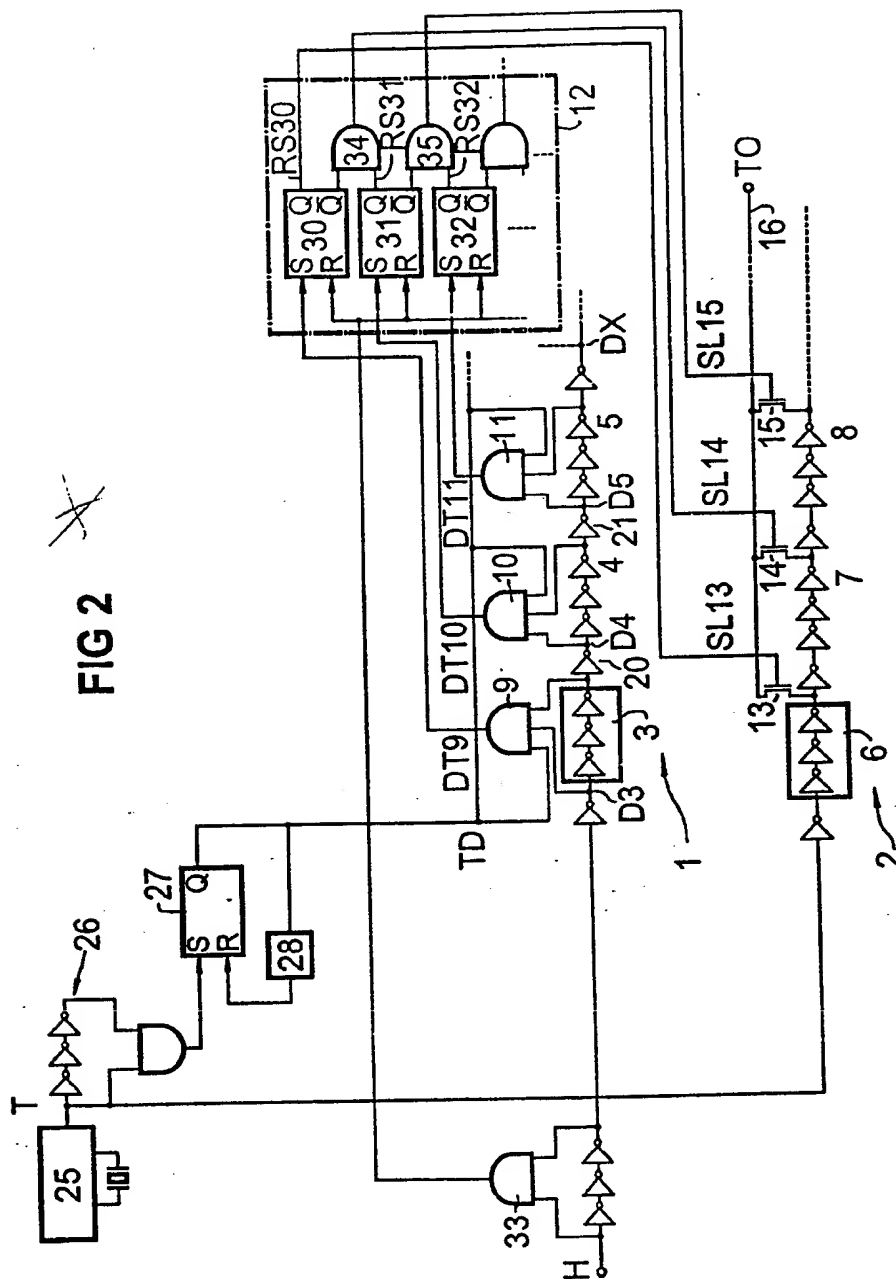 FIG 2
T
25
26
27
S
Q
R
28
TD
H
33
DT9
DT10
DT11
9
10
11
D3
3
20
D4
4
21
D5
5
DX
1
RS30
S
30
Q
R
Q̅
34
RS31
S
31
Q
R
Q̅
35
RS32
S
32
Q
R
Q̅
12
SL13
SL14
SL15
13
14
15
16
TO
6
7
8
2